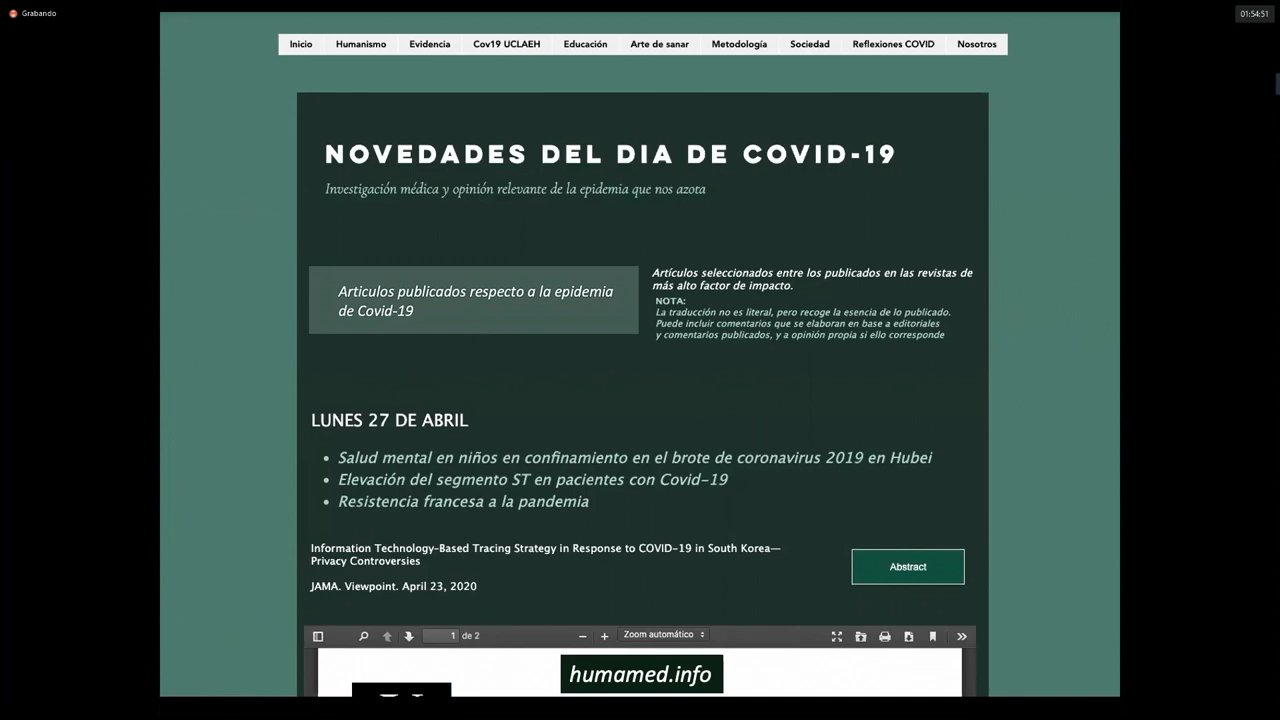 Grabando
01:54:51
Inicio Humanismo Evidencia Cov19 UCLAEH Educación Arte de sanar Metodología Sociedad Reflexiones COVID Nosotros
NOVEDADES DEL DIA DE COVID-19
Investigación médica y opinión relevante de la epidemia que nos azota
Articulos publicados respecto a la epidemia
de Covid-19
Artículos seleccionados entre los publicados en las revistas de
más alto factor de impacto.
NOTA:
La traducción no es literal, pero recoge la esencia de lo publicado.
Puede incluir comentarios que se elaboran en base a editoriales
y comentarios publicados, y a opinión propia si ello corresponde
LUNES 27 DE ABRIL
• Salud mental en niños en confinamiento en el brote de coronavirus 2019 en Hubei
• Elevación del segmento ST en pacientes con Covid-19
• Resistencia francesa a la pandemia
Information Technology-Based Tracing Strategy in Response to COVID-19 in South Korea—
Privacy Controversies
JAMA. Viewpoint. April 23, 2020
Abstract
1 de 2
Zoom automático
humamed.info